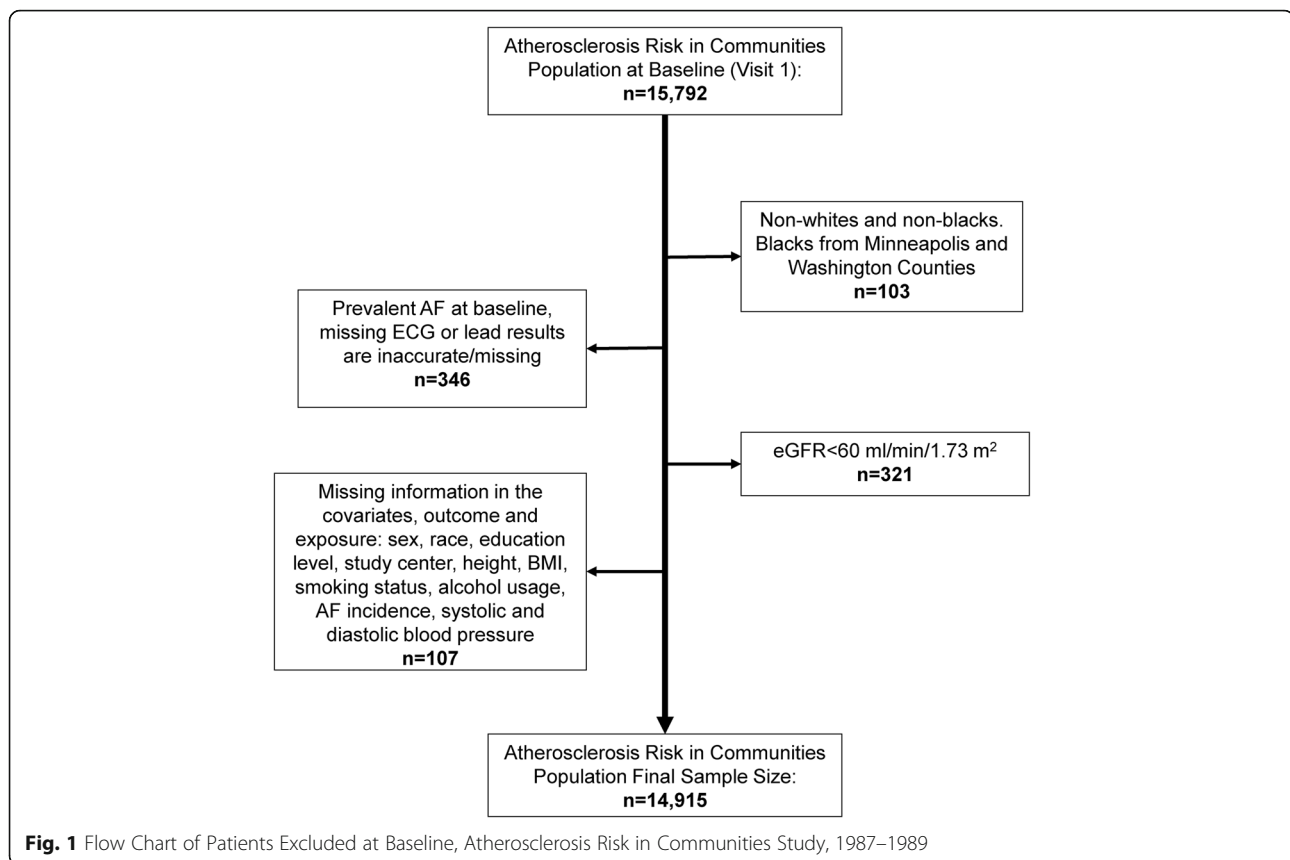 Atherosclerosis Risk in Communities
Population at Baseline (Visit 1):
n=15,792
Non-whites and non-blacks.
Blacks from Minneapolis and
Washington Counties
n=103
Prevalent AF at baseline,
missing ECG or lead results
are inaccurate/missing
n=346
eGFR<60 ml/min/1.73 m²
n=321
Missing information in the
covariates, outcome and
exposure: sex, race, education
level, study center, height, BMI,
smoking status, alcohol usage,
AF incidence, systolic and
diastolic blood pressure
n=107
Atherosclerosis Risk in Communities
Population Final Sample Size:
n=14,915
Fig. 1 Flow Chart of Patients Excluded at Baseline, Atherosclerosis Risk in Communities Study, 1987–1989